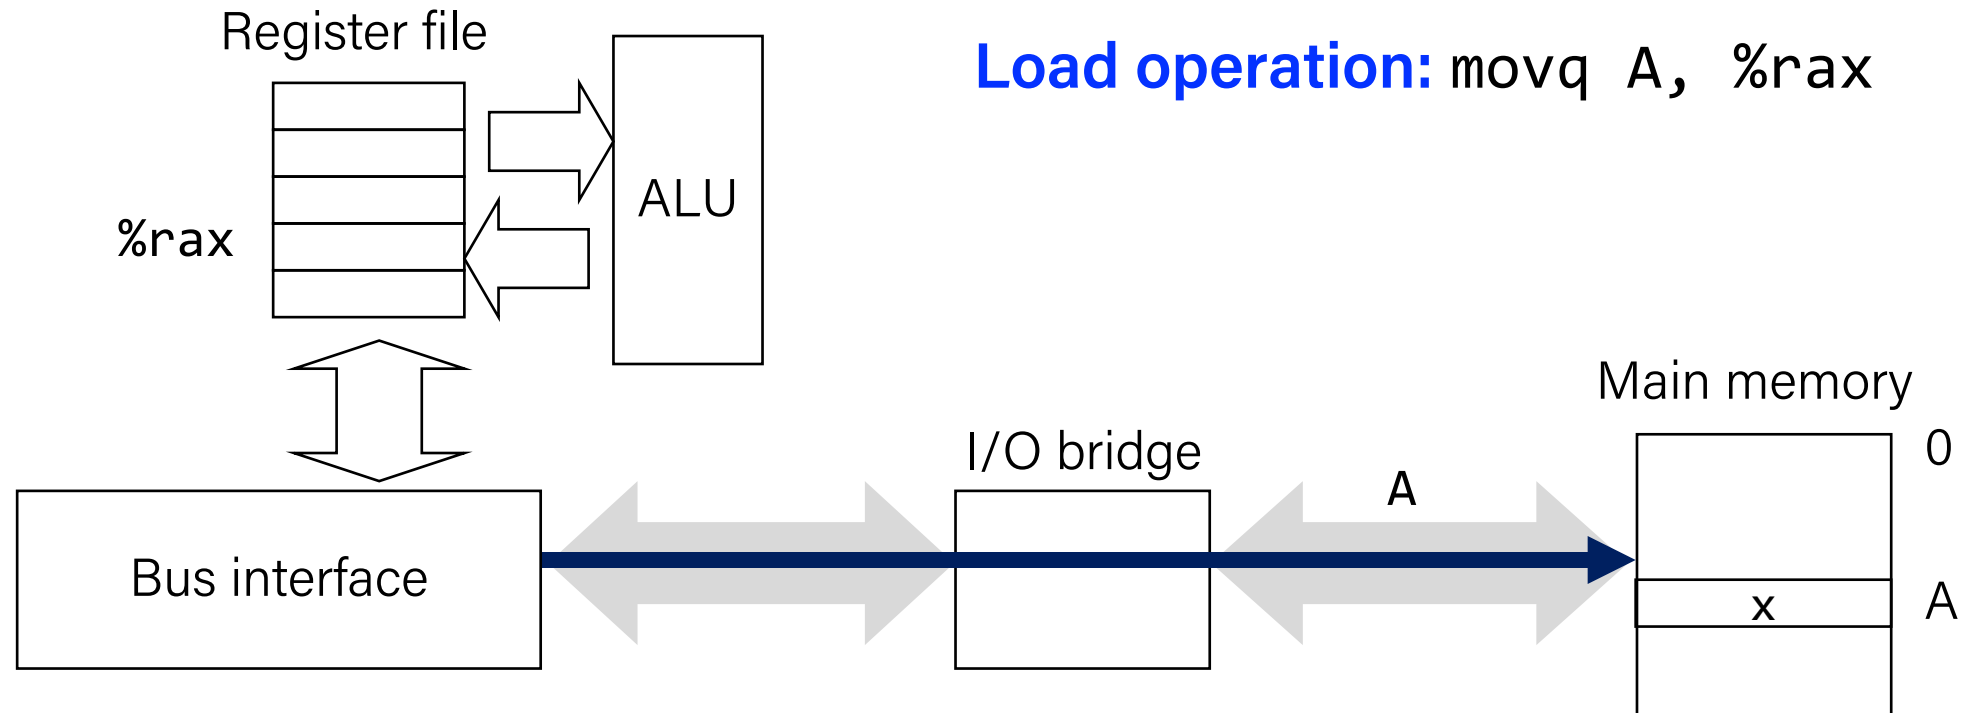 Register file
Load operation: movq A, %rax
ALU
%rax
Main memory
I/O bridge
0
A
Bus interface
x
A